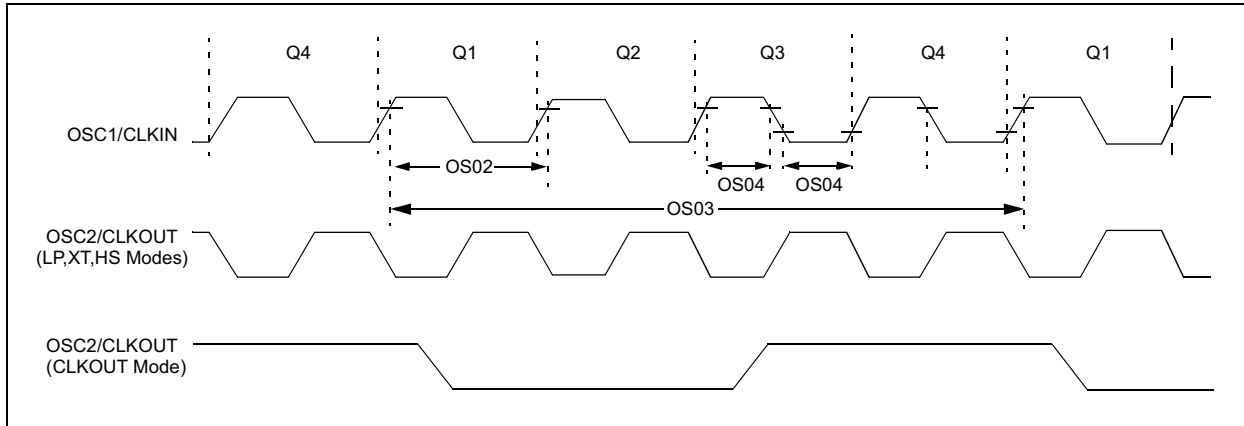 Q4 Q1 Q2 Q3 Q4 Q1
OSC1/CLKIN
OS02
OS04 OS04
OS03
OSC2/CLKOUT
(LP,XT,HS Modes)
OSC2/CLKOUT
(CLKOUT Mode)